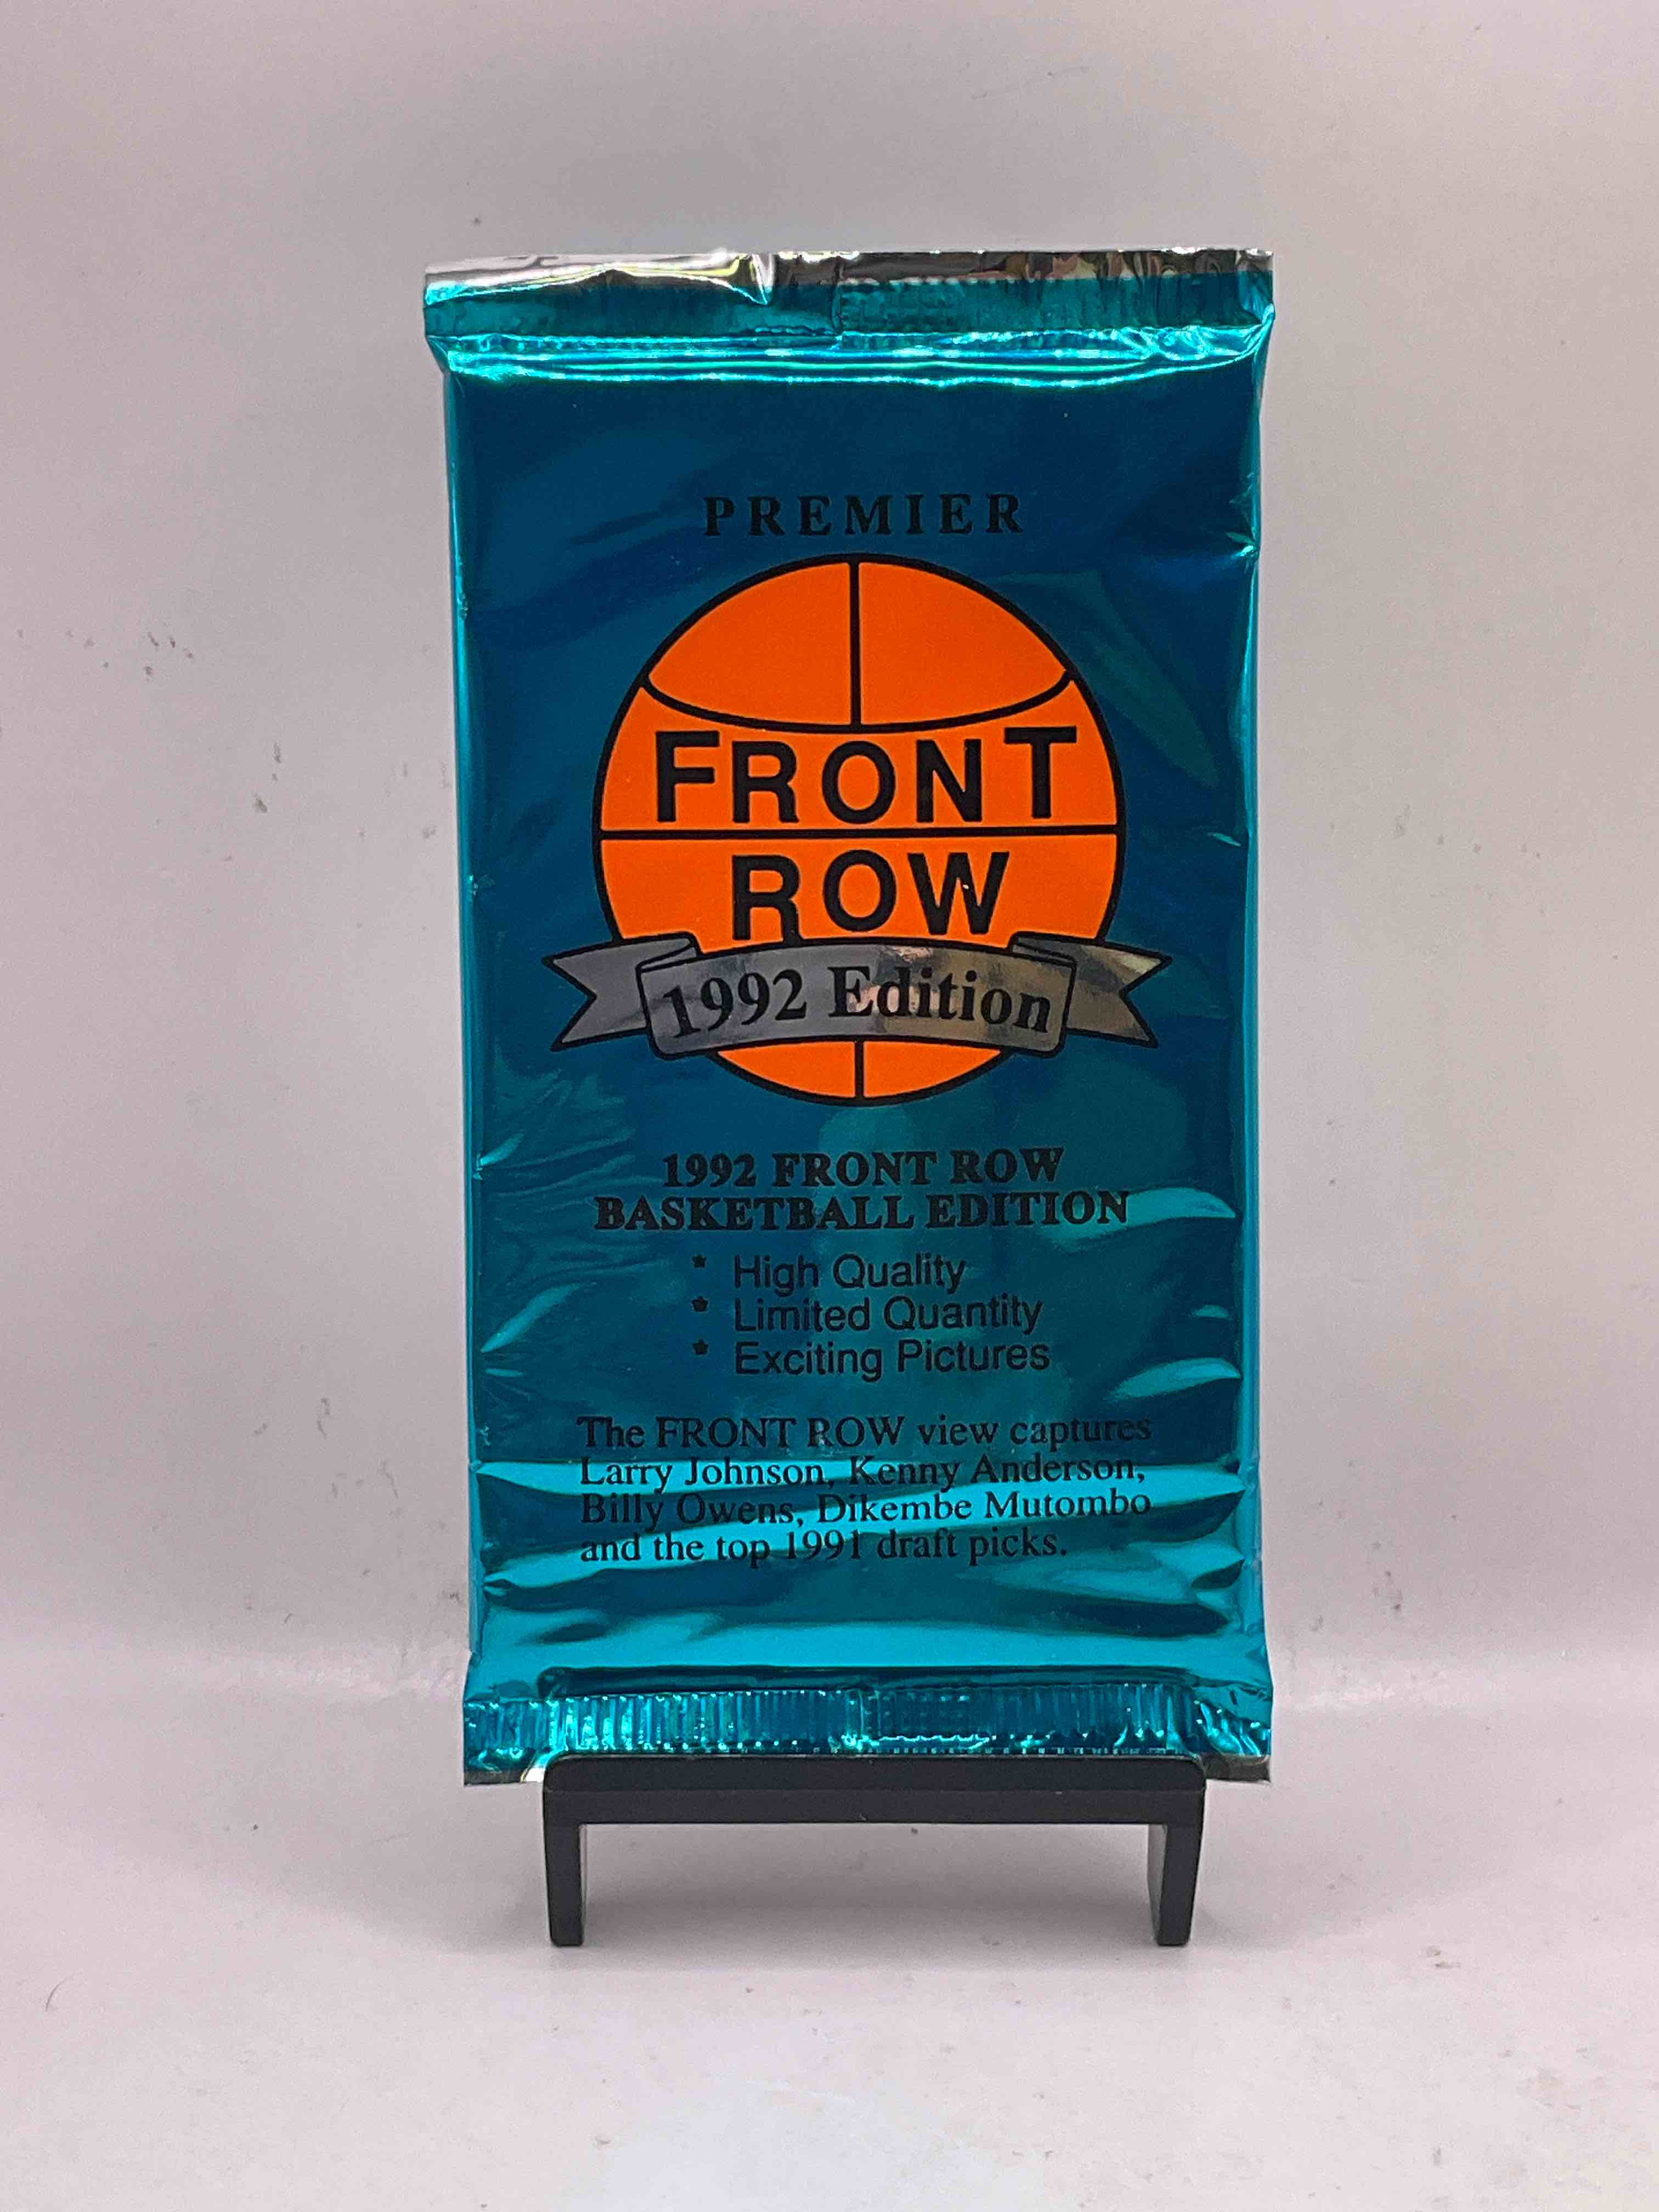 PREMIER
FRONT
ROW
1992 Edition
1992 FRONT ROW
BASKETBALL EDITION
* High Quality
* Limited Quantity
* Exciting Pictures
The FRONT ROW view captures
Larry Johnson, Kenny Anderson,
Billy Owens, Dikembe Mutombo
and the top 1991 draft picks.